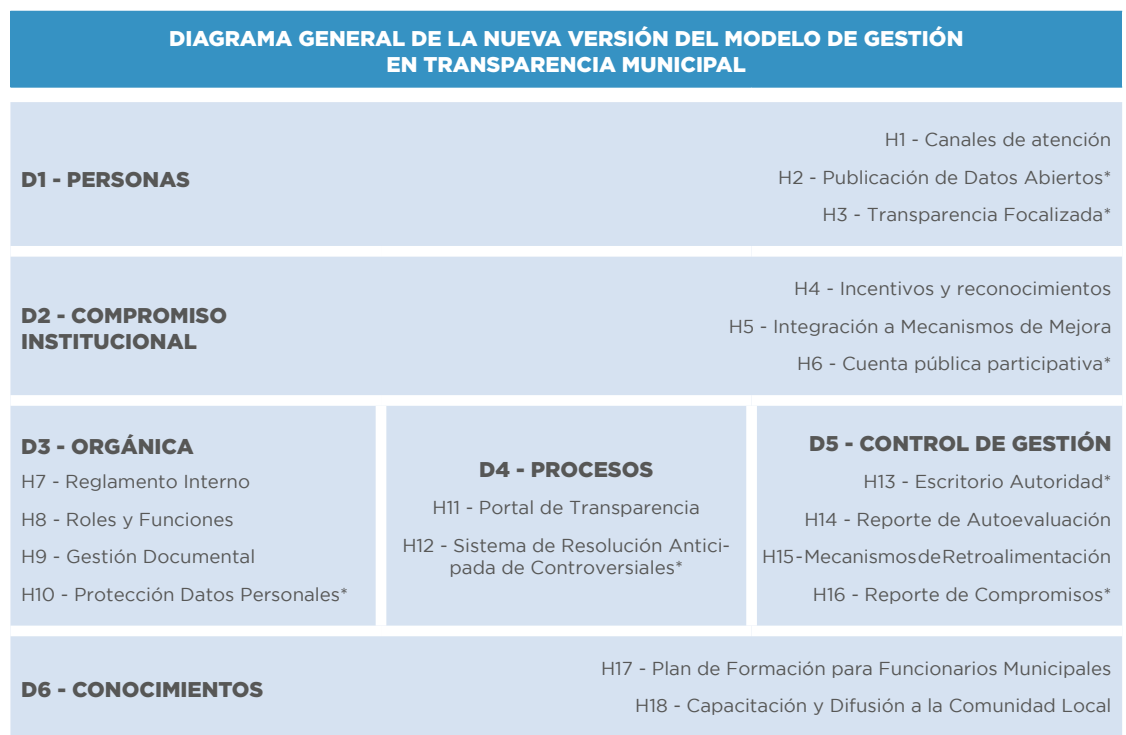 DIAGRAMA GENERAL DE LA NUEVA VERSIÓN DEL MODELO DE GESTIÓN
EN TRANSPARENCIA MUNICIPAL
D1 - PERSONAS
H1 - Canales de atención
H2 - Publicación de Datos Abiertos*
H3 - Transparencia Focalizada*
D2 - COMPROMISO
INSTITUCIONAL
H4 - Incentivos y reconocimientos
H5 - Integración a Mecanismos de Mejora
H6 - Cuenta pública participativa*
D3 - ORGÁNICA
H7 - Reglamento Interno
H8 - Roles y Funciones
H9 - Gestión Documental
H10 - Protección Datos Personales*
D4 - PROCESOS
H11 - Portal de Transparencia
H12 - Sistema de Resolución Antici-
pada de Controversiales*
D5 - CONTROL DE GESTIÓN
H13 - Escritorio Autoridad*
H14 - Reporte de Autoevaluación
H15 - Mecanismos de Retroalimentación
H16 - Reporte de Compromisos*
D6 - CONOCIMIENTOS
H17 - Plan de Formación para Funcionarios Municipales
H18 - Capacitación y Difusión a la Comunidad Local